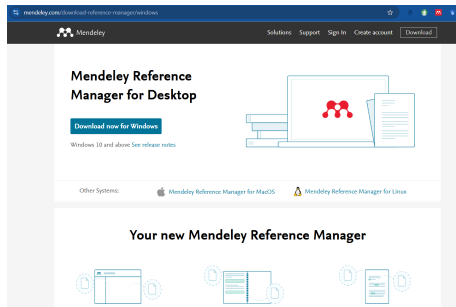 mendeley.com/download-reference-manager/windows
Mendeley
Solutions Support Sign In Create account Download
Mendeley Reference
Manager for Desktop
Download now for Windows
Windows 10 and above See release notes
Other Systems:
Mendeley Reference Manager for MacOS
Mendeley Reference Manager for Linux
Your new Mendeley Reference Manager